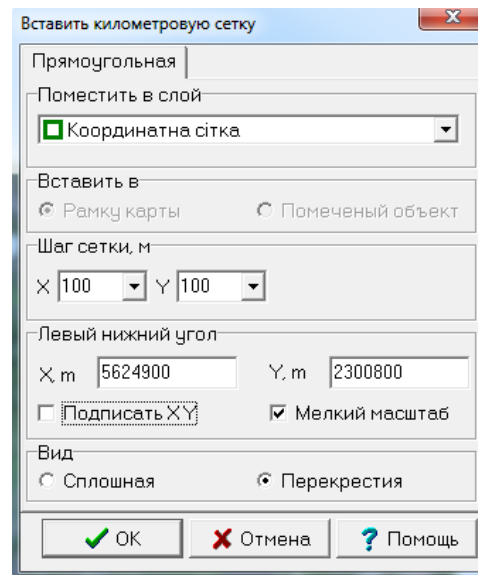 Вставить километровую сетку
Прямоугольная
Поместить в слой
Координатна сітка
Вставить в
Рамку карты Помеченый объект
Шаг сетки, м
X 100 Y 100
Левый нижний угол
X, m 5624900 Y, m 2300800
Подписать XY Мелкий масштаб
Вид
Сплошная Перекрестия
OK Отмена Помощь